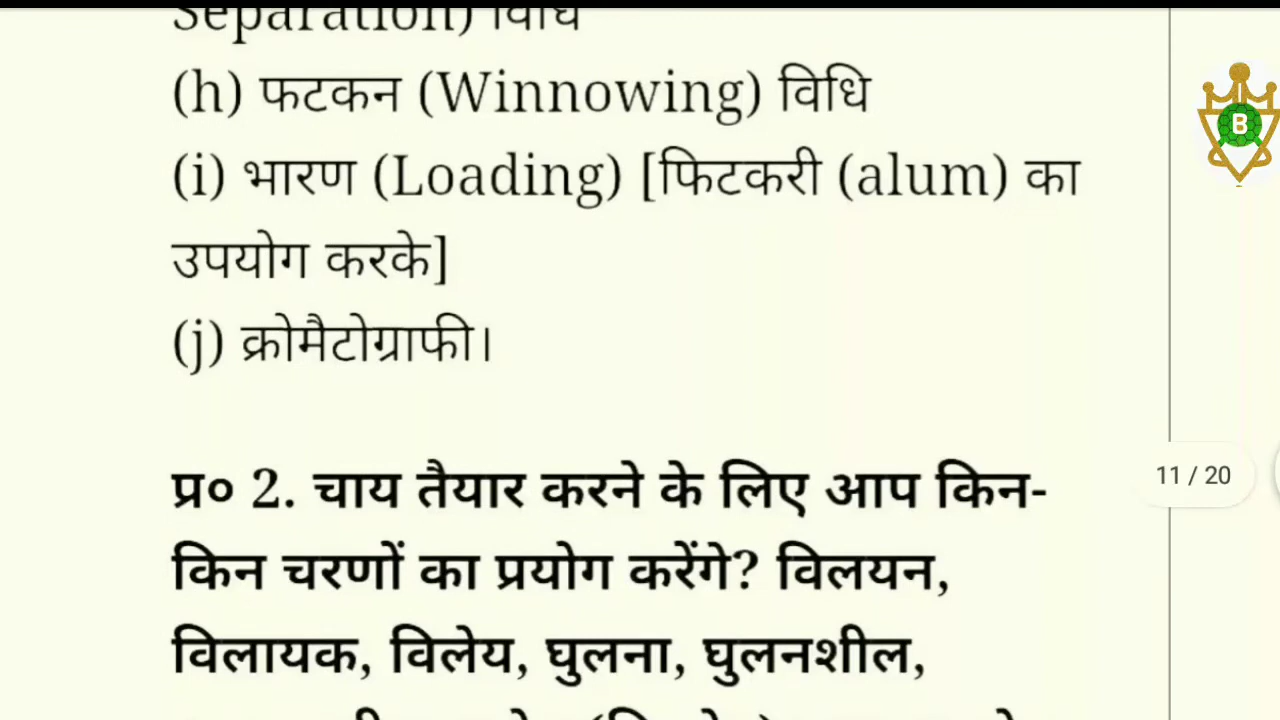 Separation) विधि
(h) फटकन (Winnowing) विधि
(i) भारण (Loading) [फिटकरी (alum) का
उपयोग करके]
(j) क्रोमैटोग्राफी।
प्र० 2. चाय तैयार करने के लिए आप किन-
किन चरणों का प्रयोग करेंगे? विलयन,
विलायक, विलेय, घुलना, घुलनशील,
B
11 / 20